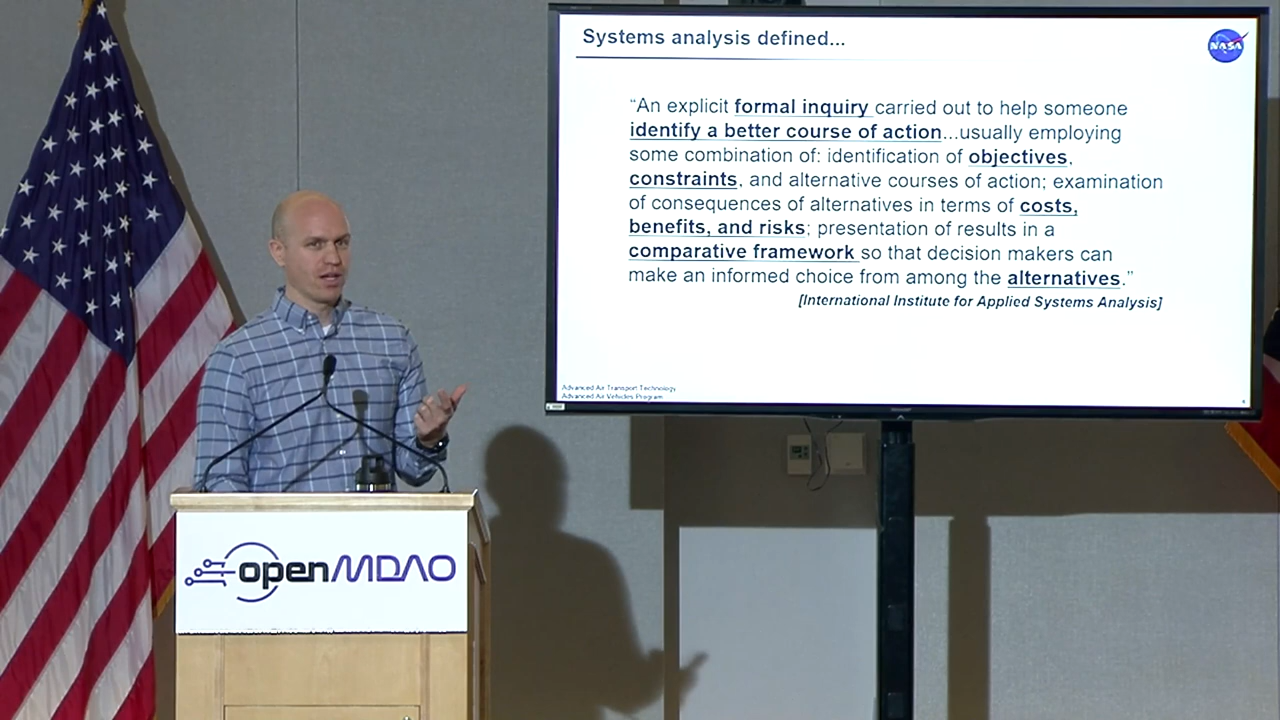 Systems analysis defined...
NASA
“An explicit formal inquiry carried out to help someone
identify a better course of action...usually employing
some combination of: identification of objectives,
constraints, and alternative courses of action; examination
of consequences of alternatives in terms of costs,
benefits, and risks; presentation of results in a
comparative framework so that decision makers can
make an informed choice from among the alternatives.”
[International Institute for Applied Systems Analysis]
Advanced Air Transport Technology
Advanced Air Vehicles Program
openMDAO